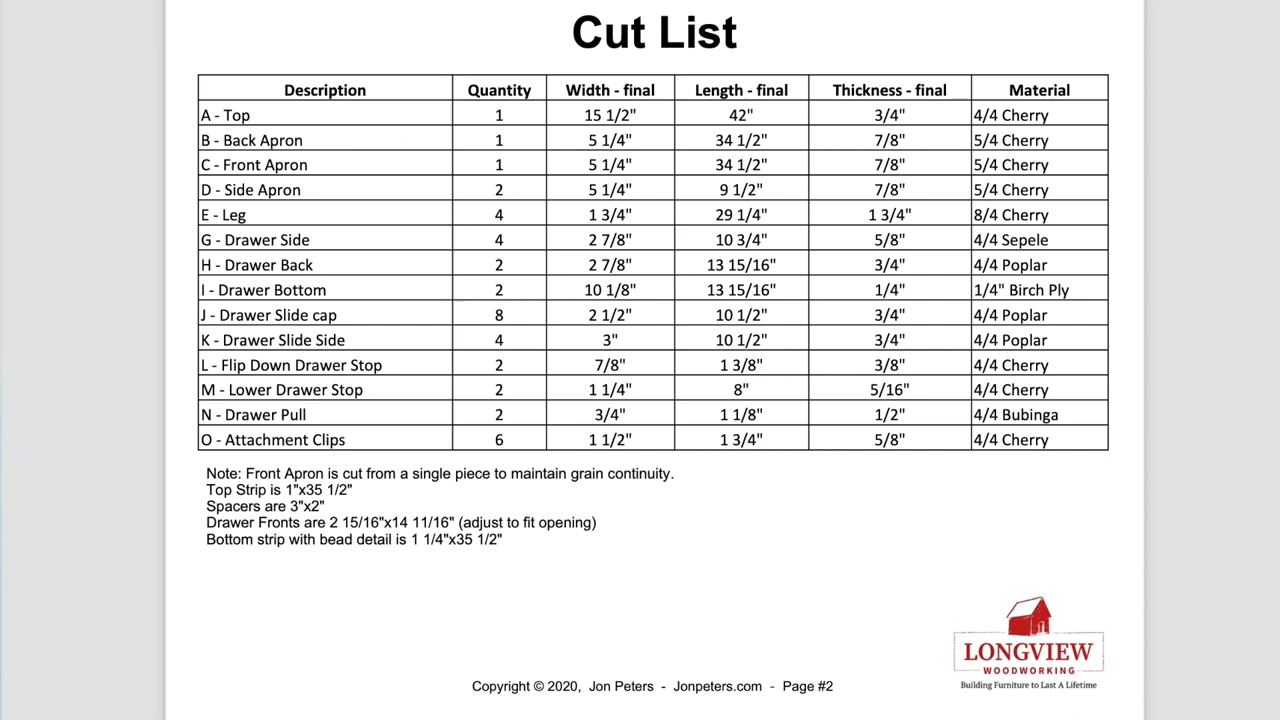 Cut List
Description Quantity Width - final Length - final Thickness - final Material
A - Top 1 15 1/2" 42" 3/4" 4/4 Cherry
B - Back Apron 1 5 1/4" 34 1/2" 7/8" 5/4 Cherry
C - Front Apron 1 5 1/4" 34 1/2" 7/8" 5/4 Cherry
D - Side Apron 2 5 1/4" 9 1/2" 7/8" 5/4 Cherry
E - Leg 4 1 3/4" 29 1/4" 1 3/4" 8/4 Cherry
G - Drawer Side 4 2 7/8" 10 3/4" 5/8" 4/4 Sepele
H - Drawer Back 2 2 7/8" 13 15/16" 3/4" 4/4 Poplar
I - Drawer Bottom 2 10 1/8" 13 15/16" 1/4" 1/4" Birch Ply
J - Drawer Slide cap 8 2 1/2" 10 1/2" 3/4" 4/4 Poplar
K - Drawer Slide Side 4 3" 10 1/2" 3/4" 4/4 Poplar
L - Flip Down Drawer Stop 2 7/8" 1 3/8" 3/8" 4/4 Cherry
M - Lower Drawer Stop 2 1 1/4" 8" 5/16" 4/4 Cherry
N - Drawer Pull 2 3/4" 1 1/8" 1/2" 4/4 Bubinga
O - Attachment Clips 6 1 1/2" 1 3/4" 5/8" 4/4 Cherry
Note: Front Apron is cut from a single piece to maintain grain continuity.
Top Strip is 1"x35 1/2"
Spacers are 3"x2"
Drawer Fronts are 2 15/16"x14 11/16" (adjust to fit opening)
Bottom strip with bead detail is 1 1/4"x35 1/2"
LONGVIEW
WOODWORKING
Building Furniture to Last A Lifetime
Copyright © 2020, Jon Peters - Jonpeters.com - Page #2